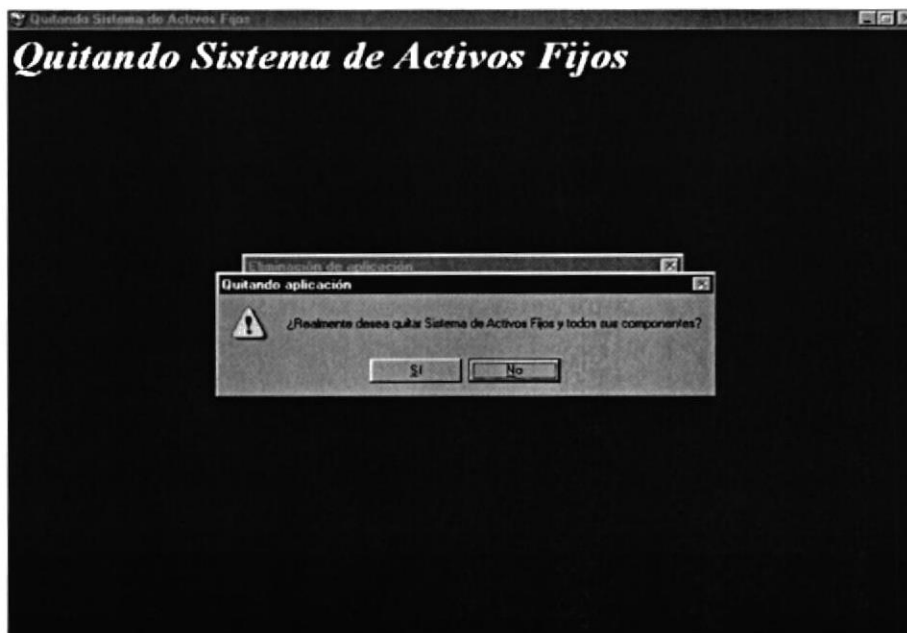 Quitando Sistema de Activos Fijos
Quitando Sistema de Activos Fijos
Eliminación de aplicación
Quitando aplicación
¿Realmente desea quitar Sistema de Activos Fijos y todos sus componentes?
Sí No